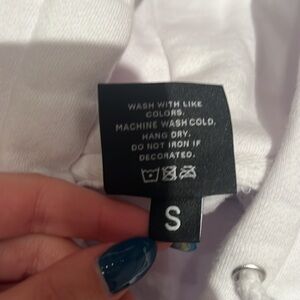 WASH WITH LIKE
COLORS.
MACHINE WASH COLD.
HANG DRY.
DO NOT IRON IF
DECORATED.
S